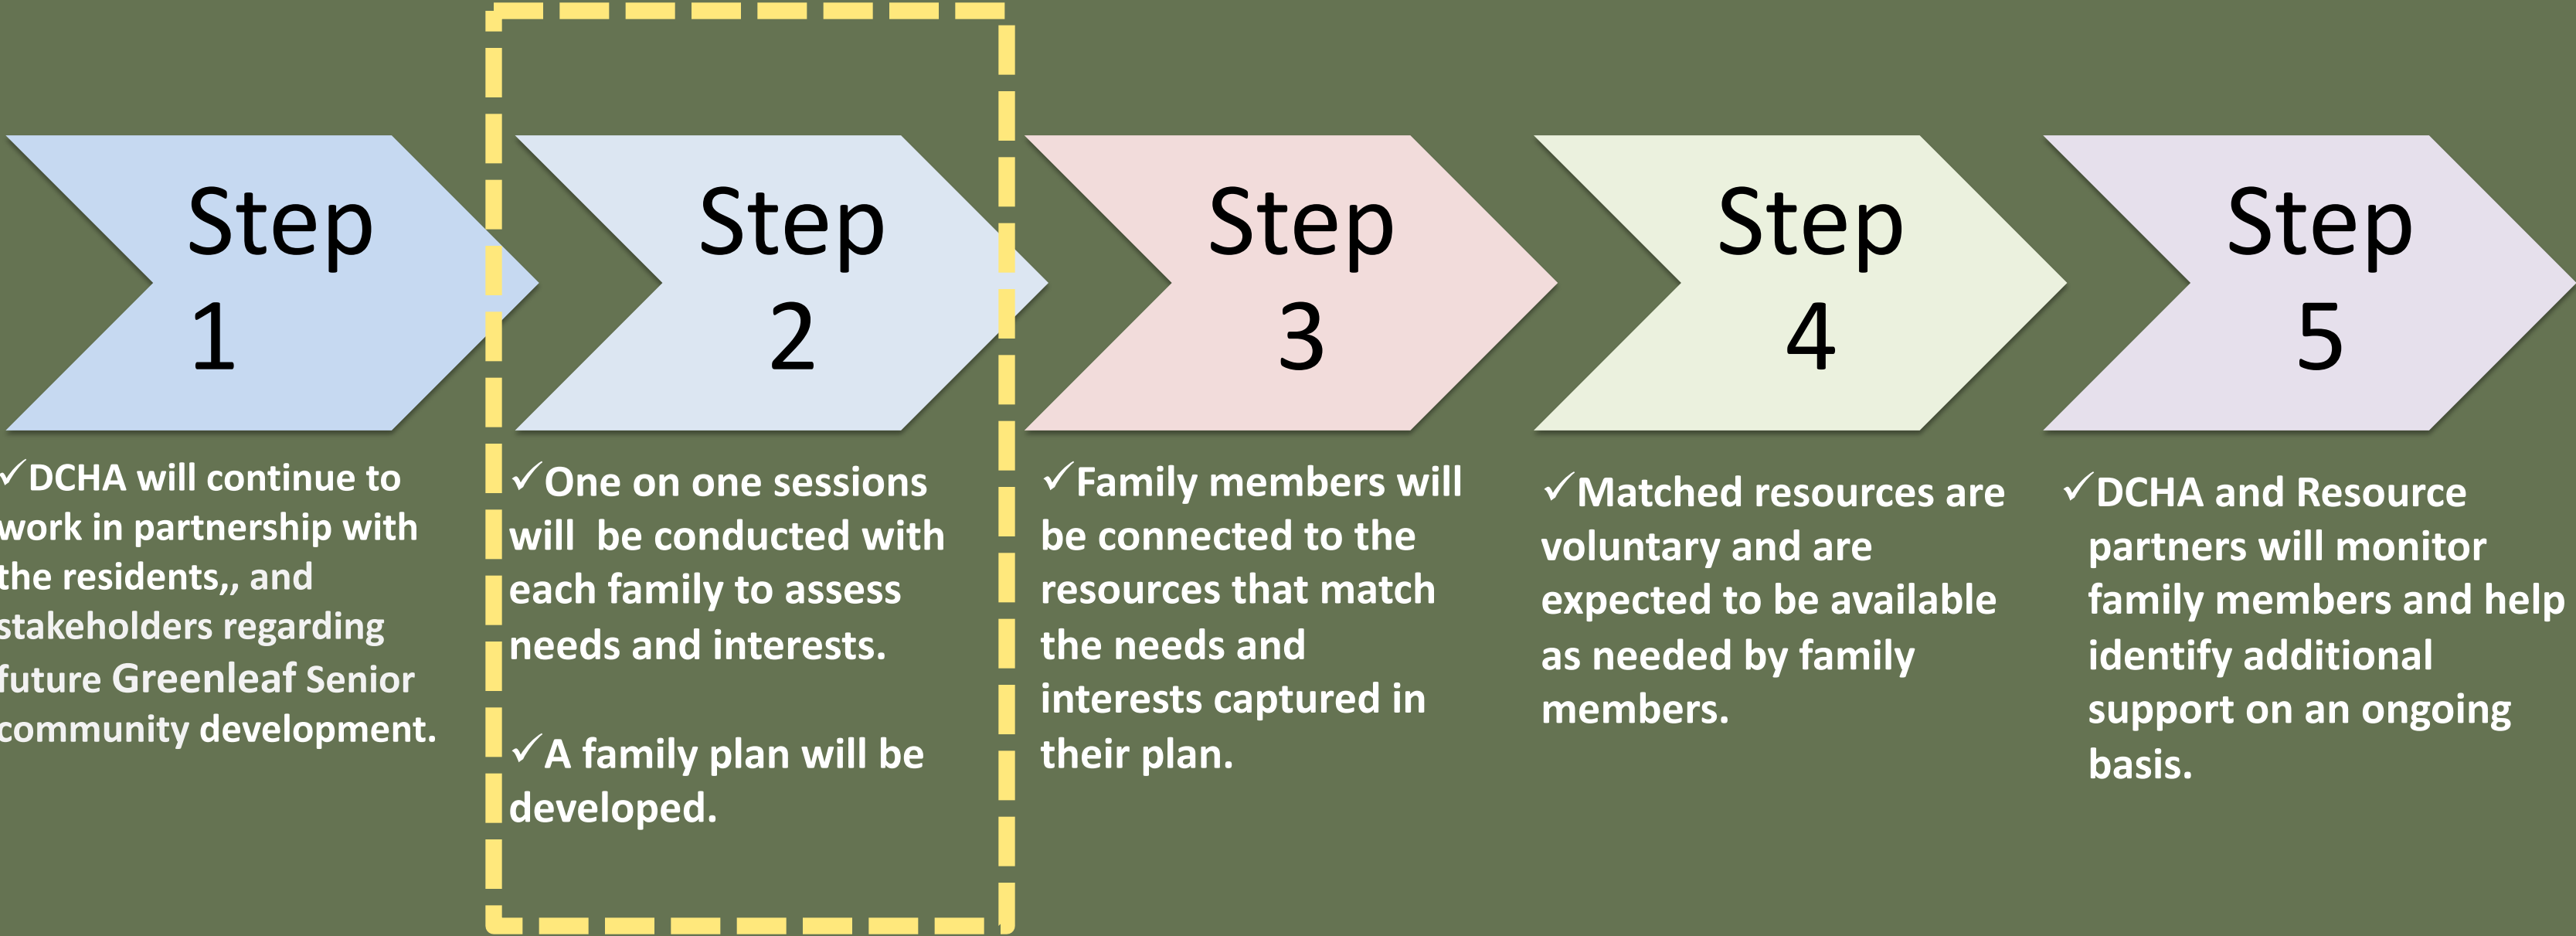 Step
1
✓DCHA will continue to
work in partnership with
the residents,, and
stakeholders regarding
future Greenleaf Senior
community development.
Step
2
✓One on one sessions
will  be conducted with
each family to assess
needs and interests.
✓A family plan will be
developed.
Step
3
✓Family members will
be connected to the
resources that match
the needs and
interests captured in
their plan.
Step
4
✓Matched resources are
voluntary and are
expected to be available
as needed by family
members.
Step
5
✓DCHA and Resource
partners will monitor
family members and help
identify additional
support on an ongoing
basis.